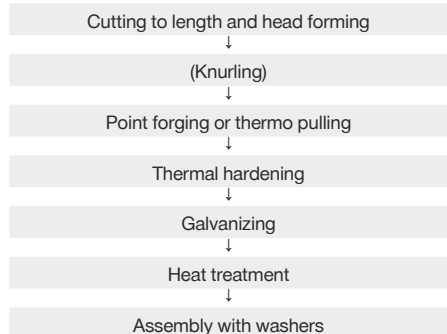 Cutting to length and head forming
↓
(Knurling)
↓
Point forging or thermo pulling
↓
Thermal hardening
↓
Galvanizing
↓
Heat treatment
↓
Assembly with washers